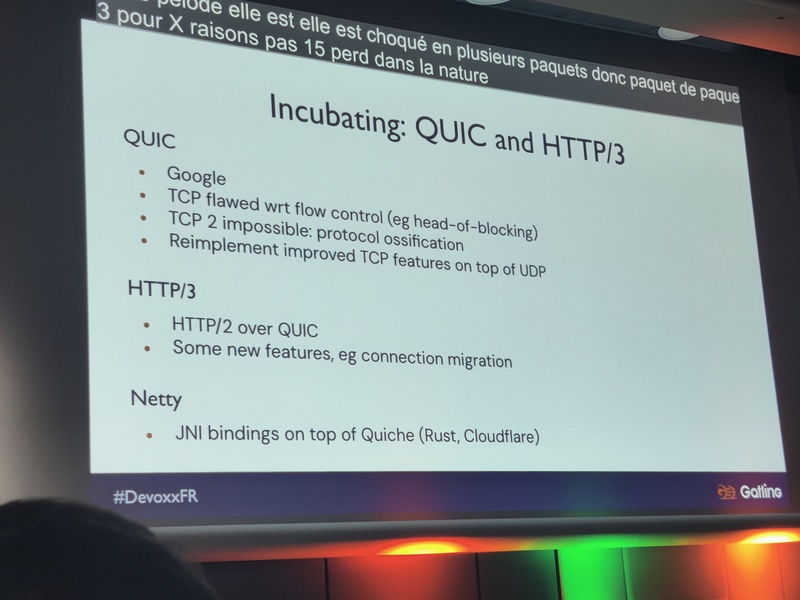 pélode elle est elle est choqué en plusieurs paquets donc paquet de paque
3 pour X raisons pas 15 perd dans la nature
Incubating: QUIC and HTTP/3
QUIC
• Google
• TCP flawed wrt flow control (eg head-of-blocking)
• TCP 2 impossible: protocol ossification
• Reimplement improved TCP features on top of UDP
HTTP/3
• HTTP/2 over QUIC
• Some new features, eg connection migration
Netty
• JNI bindings on top of Quiche (Rust, Cloudflare)
#DevoxxFR
Gatling